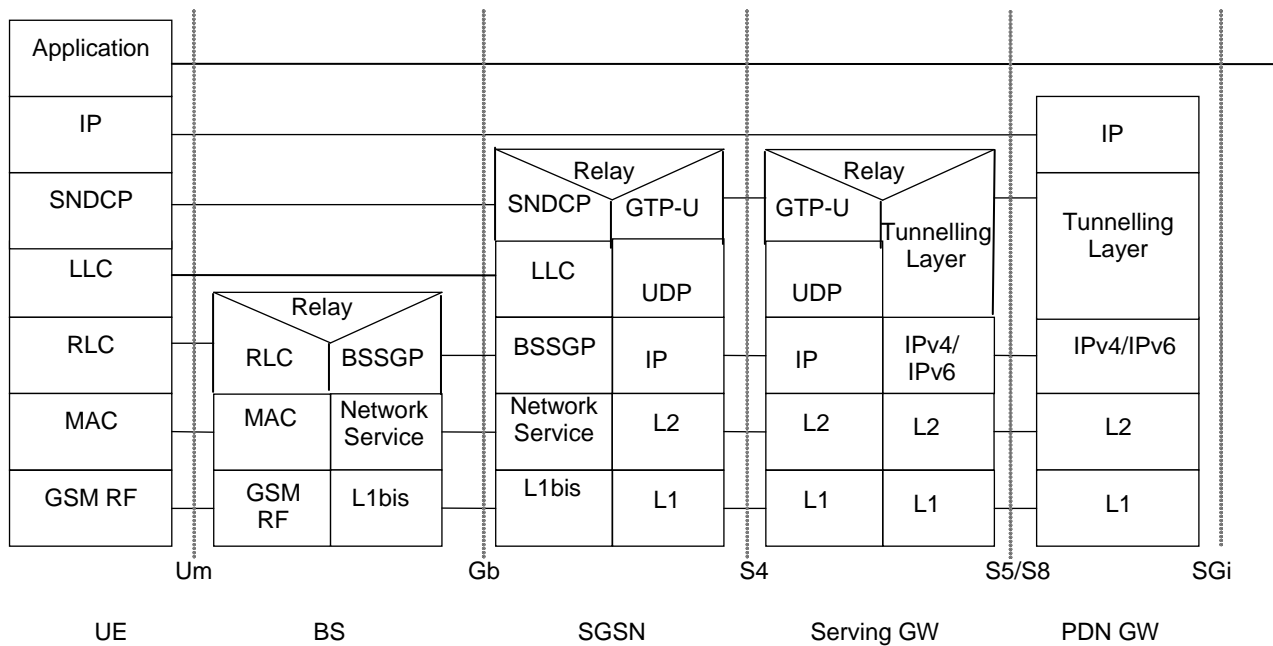 Application
IP
SNDCP
LLC
RLC
MAC
GSM RF
Relay
RLC
BSSGP
MAC
Network
Service
GSM
RF
L1bis
Relay
SNDCP
GTP-U
LLC
UDP
BSSGP
IP
Network
Service
L2
L1bis
L1
Relay
GTP-U
Tunnelling
Layer
UDP
IP
IPv4/
IPv6
L2
L2
L1
L1
IP
Tunnelling
Layer
IPv4/IPv6
L2
L1
Um
Gb
S4
S5/S8
SGi
UE
BS
SGSN
Serving GW
PDN GW